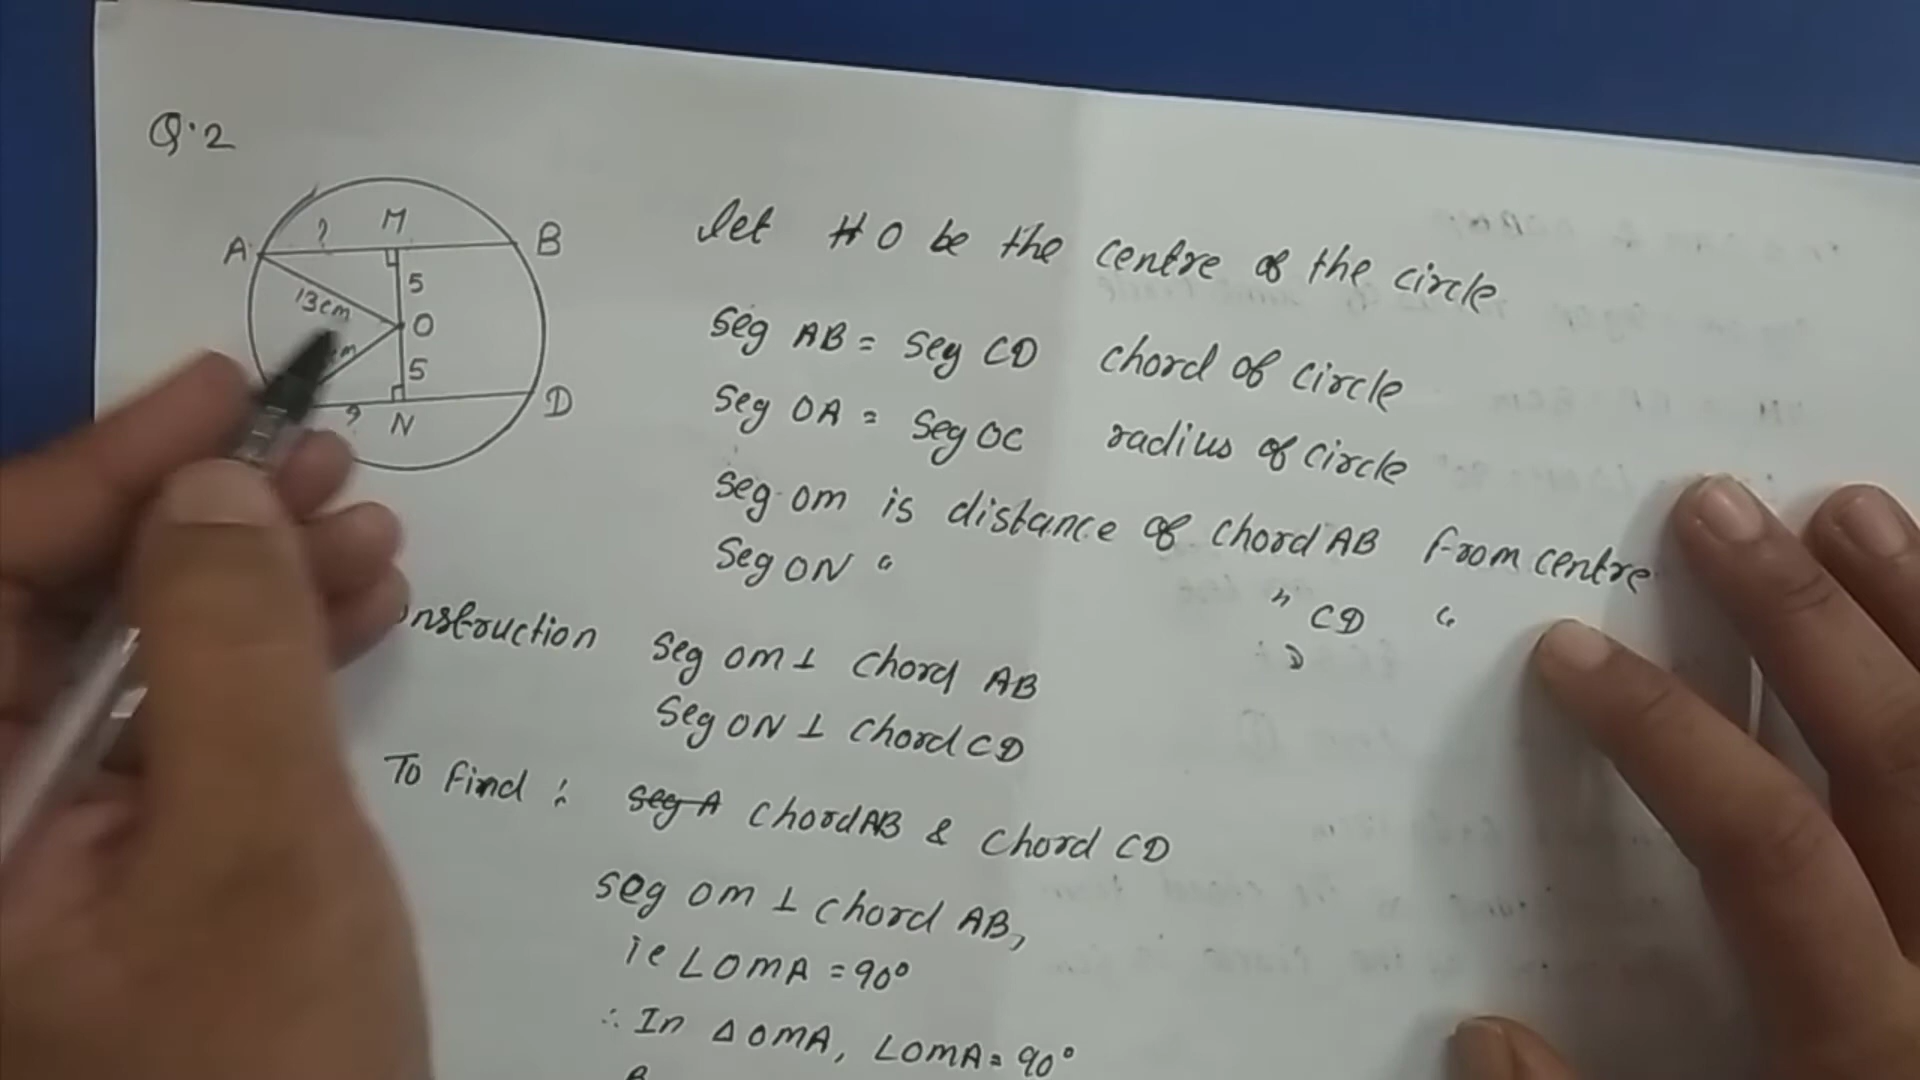 Q.2
A ? M B
5
13cm
O
cm
5
? N D
let O be the centre of the circle
seg AB = seg CD chord of circle
seg OA = seg OC radius of circle
seg om is distance of chord AB from centre
seg ON " " CD "
onstruction seg om ⊥ chord AB
seg ON ⊥ chord CD
To find : seg A chord AB & chord CD
seg om ⊥ chord AB,
ie ∠OMA = 90°
∴ In △OMA, ∠OMA = 90°